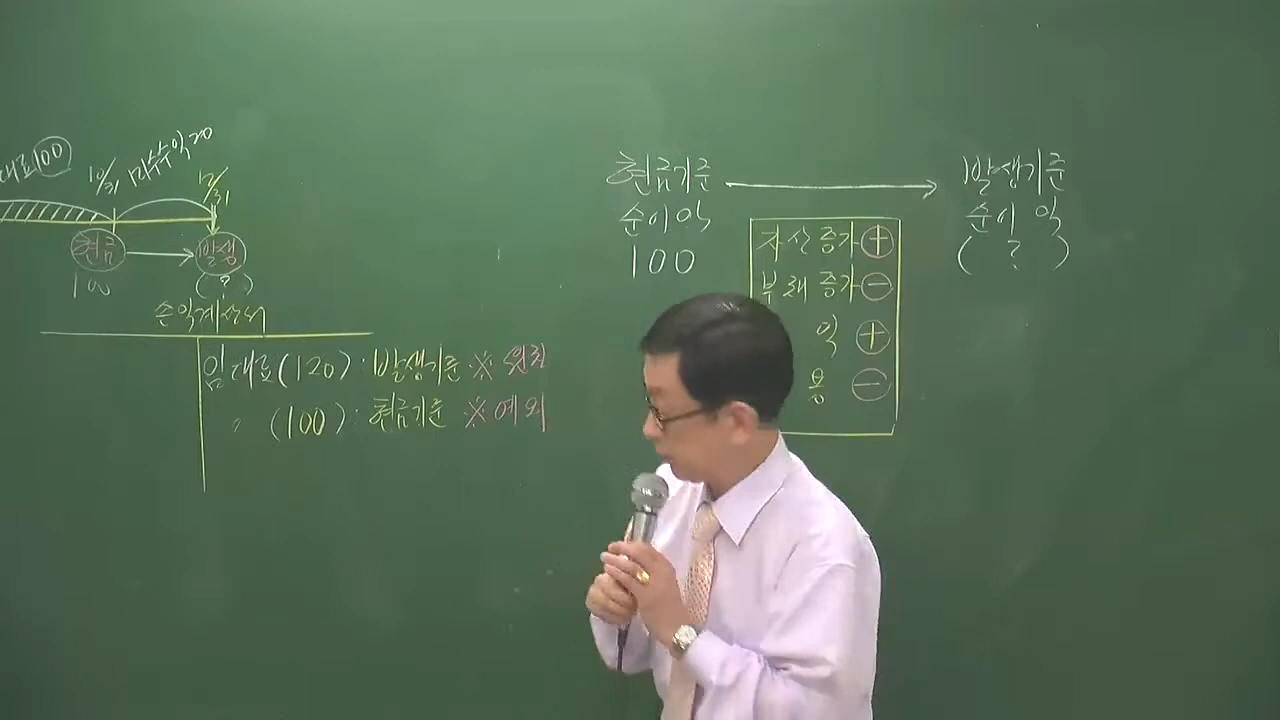 대료100
10/31
미수수익 20
12/31
현금
발생
100
( ? )
손익계산서
임대료(120) · 발생기준 ※ 원칙
〃 (100) · 현금기준 ※ 예외
현금기준
순이익
100
자산 증가 +
부채 증가 -
익 +
용 -
발생기준
순이익
( ? )